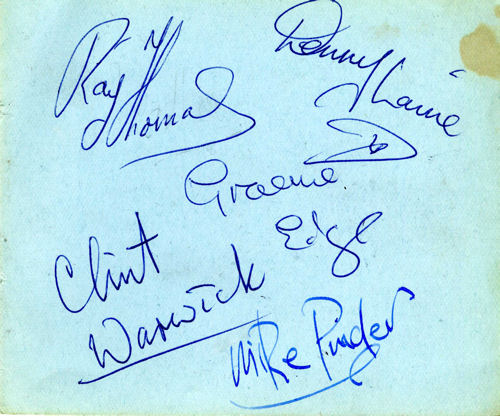 Ray Thomas
Denny Laine
Graeme
Edge
Clint
Warwick
Mike Pinder